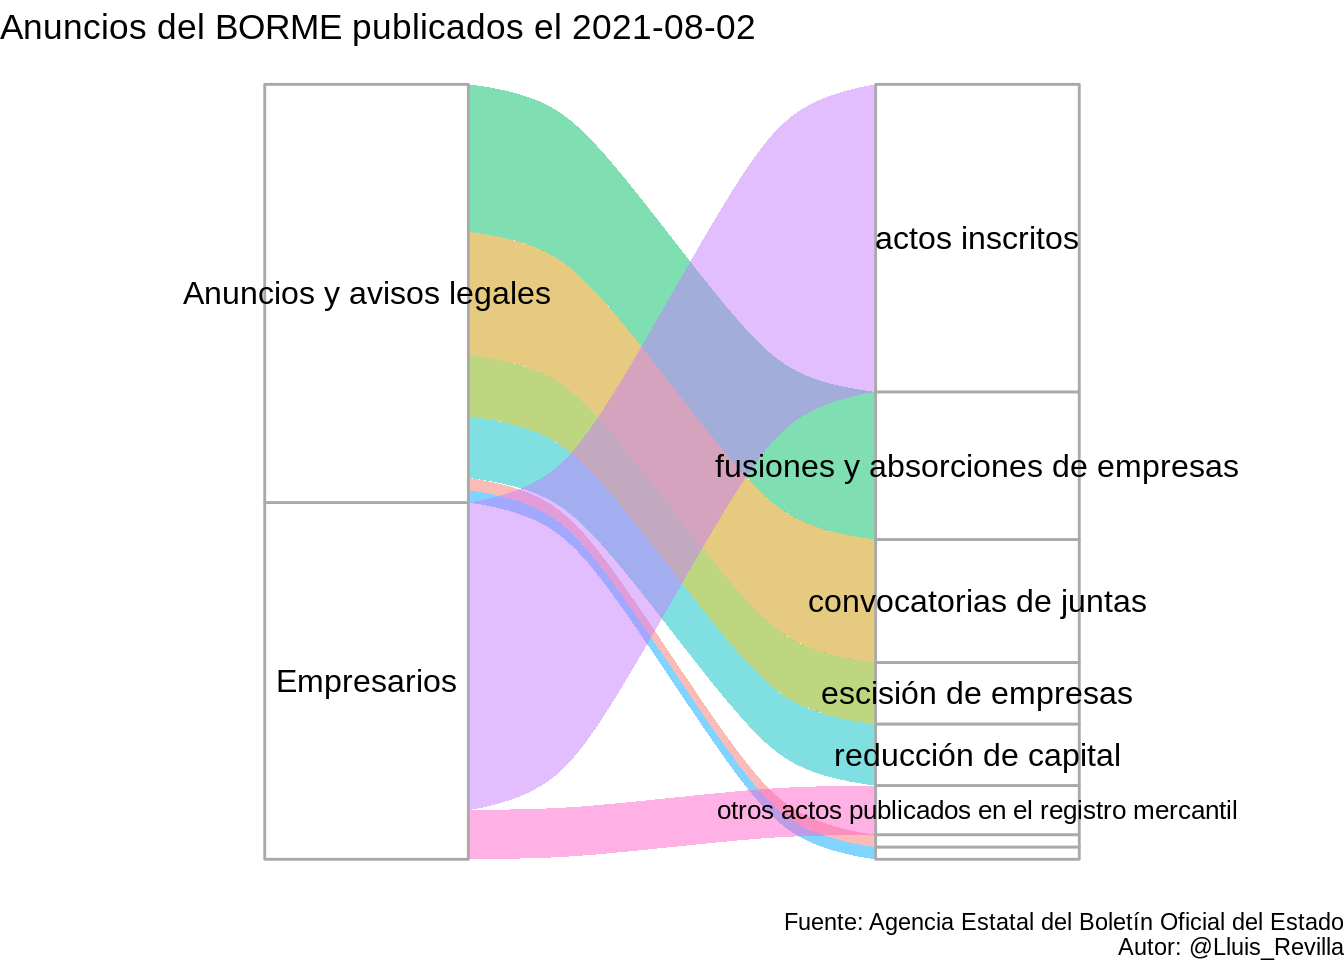 Anuncios del BORME publicados el 2021-08-02
Anuncios y avisos legales
Empresarios
actos inscritos
fusiones y absorciones de empresas
convocatorias de juntas
escisión de empresas
reducción de capital
otros actos publicados en el registro mercantil
Fuente: Agencia Estatal del Boletín Oficial del Estado
Autor: @Lluis_Revilla